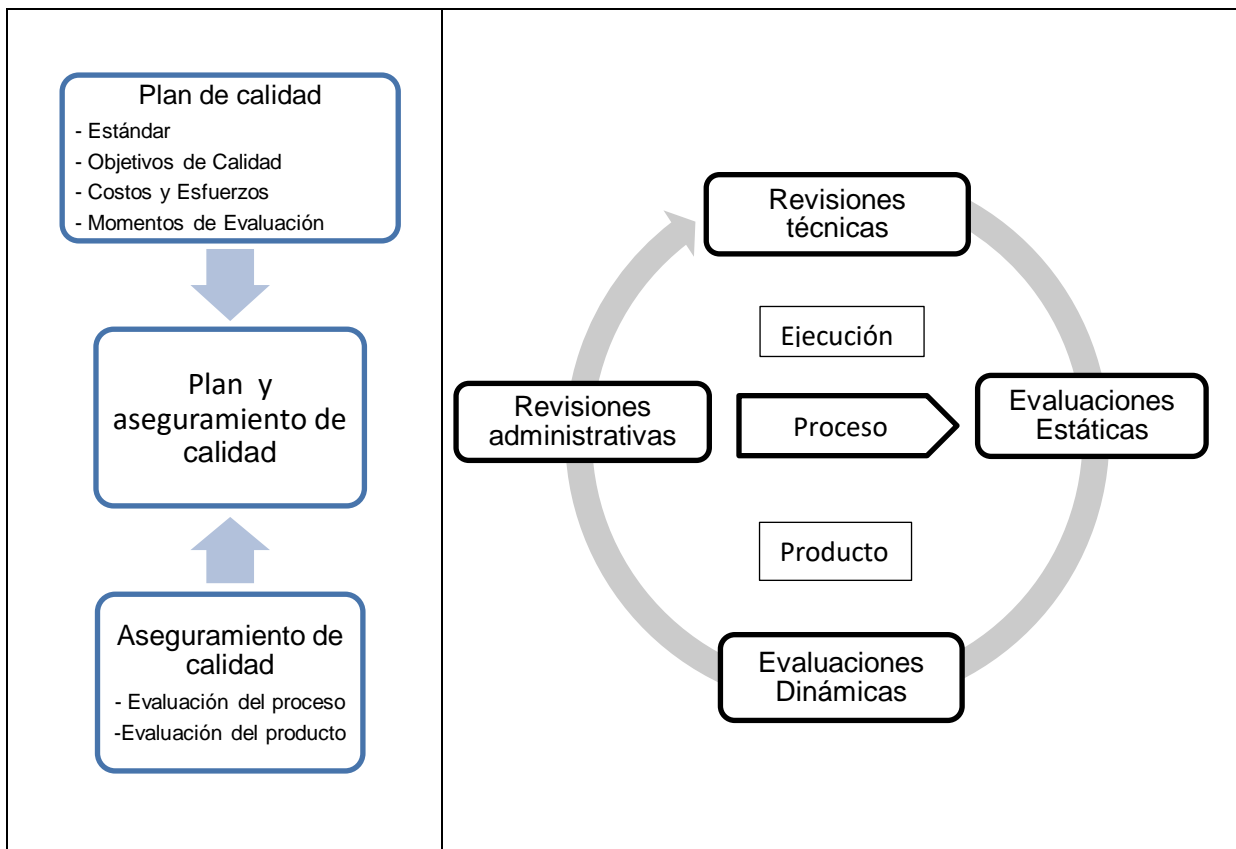 Plan de calidad
- Estándar
- Objetivos de Calidad
- Costos y Esfuerzos
- Momentos de Evaluación
Plan y
aseguramiento de
calidad
Aseguramiento de
calidad
- Evaluación del proceso
-Evaluación del producto
Revisiones
técnicas
Ejecución
Revisiones
administrativas
Proceso
Evaluaciones
Estáticas
Producto
Evaluaciones
Dinámicas